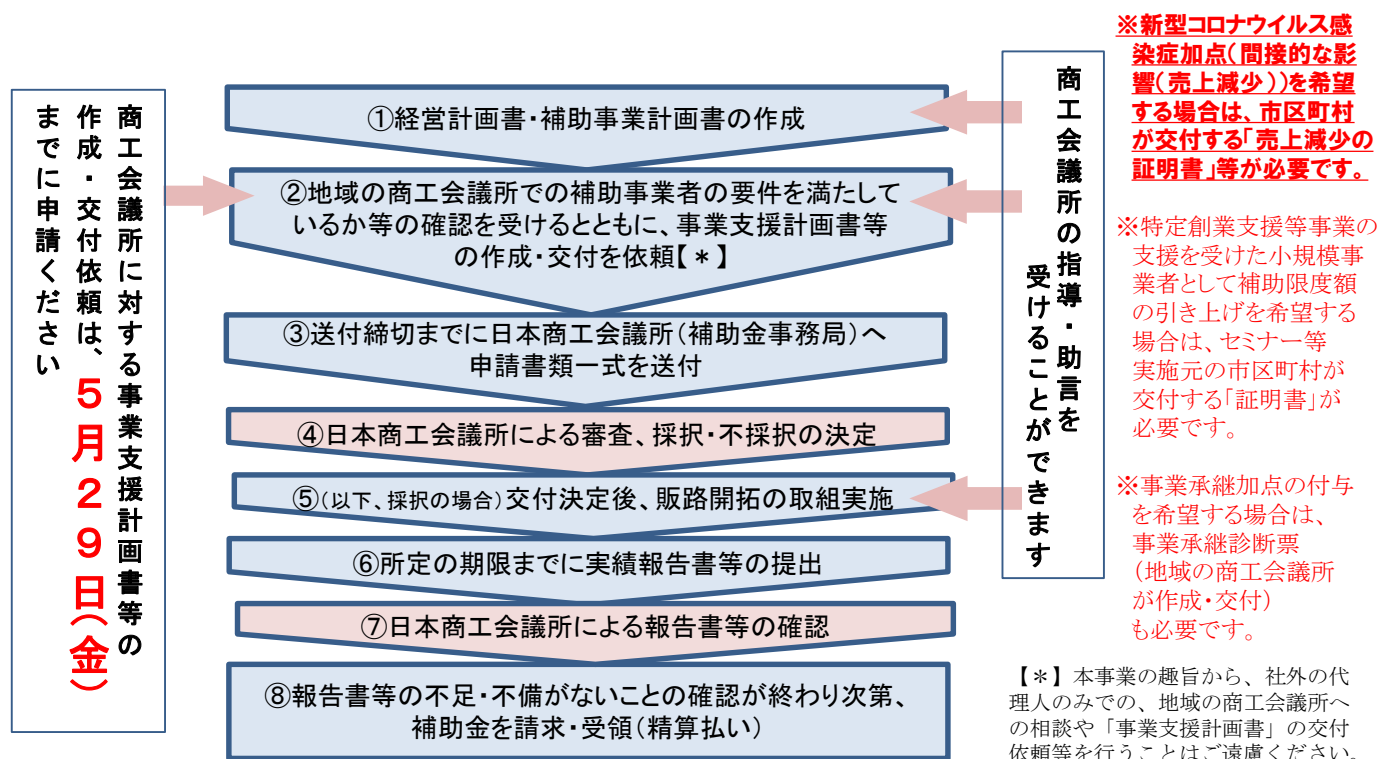 商工会議所に対する事業支援計画書等の
作成・交付依頼は、５月２９日（金）
までに申請ください
①経営計画書・補助事業計画書の作成
②地域の商工会議所での補助事業者の要件を満たして
いるか等の確認を受けるとともに、事業支援計画書等
の作成・交付を依頼【＊】
③送付締切までに日本商工会議所（補助金事務局）へ
申請書類一式を送付
④日本商工会議所による審査、採択・不採択の決定
⑤（以下、採択の場合）交付決定後、販路開拓の取組実施
⑥所定の期限までに実績報告書等の提出
⑦日本商工会議所による報告書等の確認
⑧報告書等の不足・不備がないことの確認が終わり次第、
補助金を請求・受領（精算払い）
商工会議所の指導・助言を
受けることができます
※新型コロナウイルス感
染症加点（間接的な影
響（売上減少））を希望
する場合は、市区町村
が交付する「売上減少の
証明書」等が必要です。
※特定創業支援等事業の
支援を受けた小規模事
業者として補助限度額
の引き上げを希望する
場合は、セミナー等
実施元の市区町村が
交付する「証明書」が
必要です。
※事業承継加点の付与
を希望する場合は、
事業承継診断票
（地域の商工会議所
が作成・交付）
も必要です。
【＊】本事業の趣旨から、社外の代
理人のみでの、地域の商工会議所へ
の相談や「事業支援計画書」の交付
依頼等を行うことはご遠慮ください。